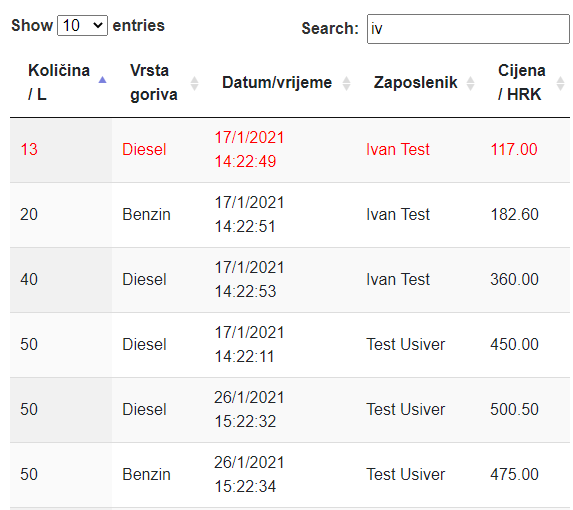 Show 10 entries
Search: iv
Količina / L Vrsta goriva Datum/vrijeme Zaposlenik Cijena / HRK
13 Diesel 17/1/2021 14:22:49 Ivan Test 117.00
20 Benzin 17/1/2021 14:22:51 Ivan Test 182.60
40 Diesel 17/1/2021 14:22:53 Ivan Test 360.00
50 Diesel 17/1/2021 14:22:11 Test Usiver 450.00
50 Diesel 26/1/2021 15:22:32 Test Usiver 500.50
50 Benzin 26/1/2021 15:22:34 Test Usiver 475.00